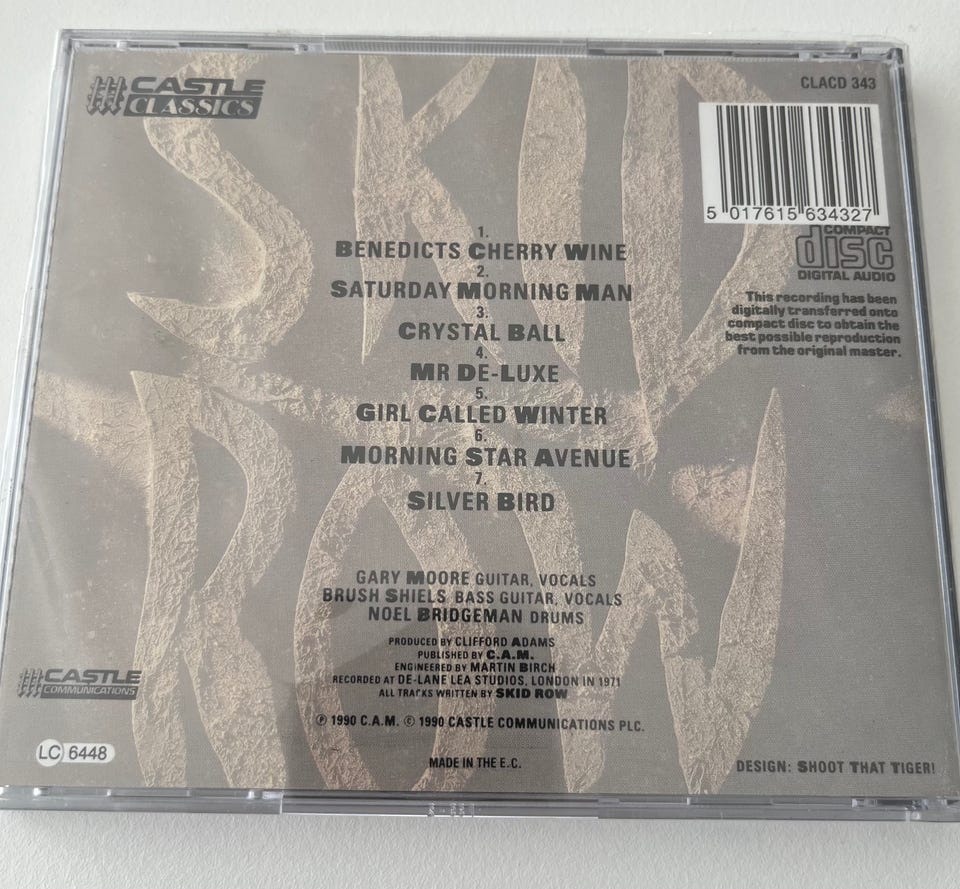 CASTLE
CLASSICS
CLACD 343
5 017615 634327
COMPACT
disc
DIGITAL AUDIO
This recording has been
digitally transferred onto
compact disc to obtain the
best possible reproduction
from the original master.
SKID
ROW
1.
BENEDICTS CHERRY WINE
2.
SATURDAY MORNING MAN
3.
CRYSTAL BALL
4.
MR DE-LUXE
5.
GIRL CALLED WINTER
6.
MORNING STAR AVENUE
7.
SILVER BIRD
GARY MOORE GUITAR, VOCALS
BRUSH SHIELS BASS GUITAR, VOCALS
NOEL BRIDGEMAN DRUMS
PRODUCED BY CLIFFORD ADAMS
PUBLISHED BY C.A.M.
ENGINEERED BY MARTIN BIRCH
RECORDED AT DE-LANE LEA STUDIOS, LONDON IN 1971
ALL TRACKS WRITTEN BY SKID ROW
℗ 1990 C.A.M. © 1990 CASTLE COMMUNICATIONS PLC.
CASTLE
COMMUNICATIONS
LC 6448
MADE IN THE E.C.
DESIGN: SHOOT THAT TIGER!